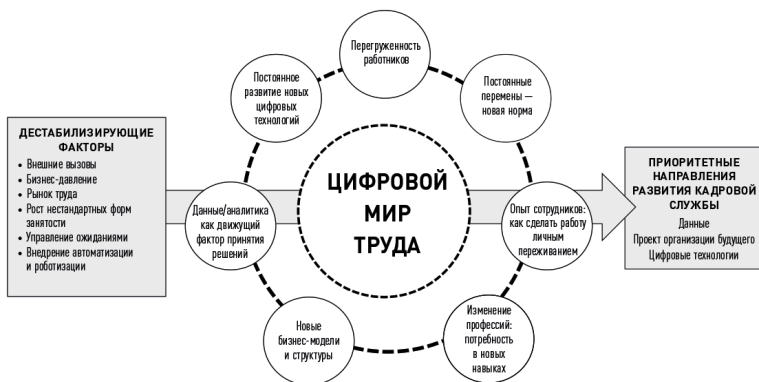 ДЕСТАБИЛИЗИРУЮЩИЕ
ФАКТОРЫ
• Внешние вызовы
• Бизнес-давление
• Рынок труда
• Рост нестандартных форм
занятости
• Управление ожиданиями
• Внедрение автоматизации
и роботизации
Перегруженность
работников
Постоянное
развитие новых
цифровых
технологий
Постоянные
перемены —
новая норма
Данные/аналитика
как движущий
фактор принятия
решений
ЦИФРОВОЙ
МИР
ТРУДА
Опыт сотрудников:
как сделать работу
личным
переживанием
Новые
бизнес-модели
и структуры
Изменение
профессий:
потребность
в новых
навыках
ПРИОРИТЕТНЫЕ
НАПРАВЛЕНИЯ
РАЗВИТИЯ КАДРОВОЙ
СЛУЖБЫ
Данные
Проект организации будущего
Цифровые технологии